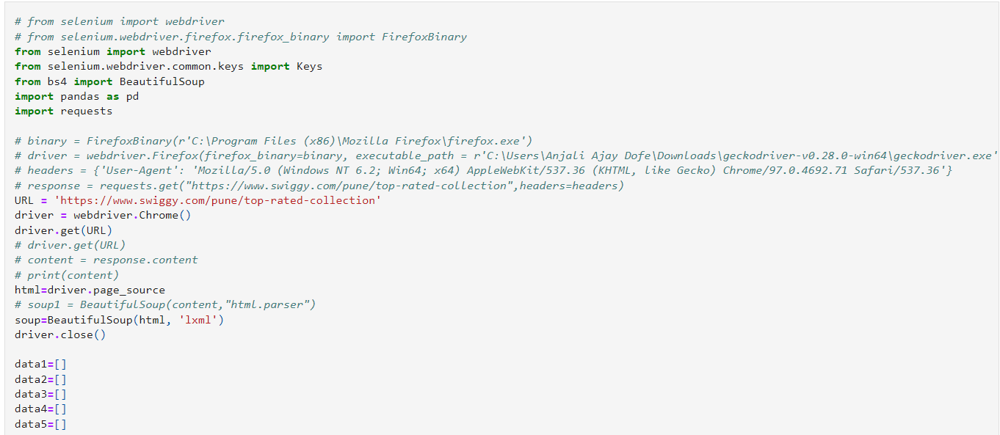 # from selenium import webdriver
# from selenium.webdriver.firefox.firefox_binary import FirefoxBinary
from selenium import webdriver
from selenium.webdriver.common.keys import Keys
from bs4 import BeautifulSoup
import pandas as pd
import requests
# binary = FirefoxBinary(r'C:\Program Files (x86)\Mozilla Firefox\firefox.exe')
# driver = webdriver.Firefox(firefox_binary=binary, executable_path = r'C:\Users\Anjali Ajay Dofe\Downloads\geckodriver-v0.28.0-win64\geckodriver.exe'
# headers = {'User-Agent': 'Mozilla/5.0 (Windows NT 6.2; Win64; x64) AppleWebKit/537.36 (KHTML, like Gecko) Chrome/97.0.4692.71 Safari/537.36'}
# response = requests.get("https://www.swiggy.com/pune/top-rated-collection",headers=headers)
URL = 'https://www.swiggy.com/pune/top-rated-collection'
driver = webdriver.Chrome()
driver.get(URL)
# driver.get(URL)
# content = response.content
# print(content)
html=driver.page_source
# soup1 = BeautifulSoup(content,"html.parser")
soup=BeautifulSoup(html, 'lxml')
driver.close()
data1=[]
data2=[]
data3=[]
data4=[]
data5=[]